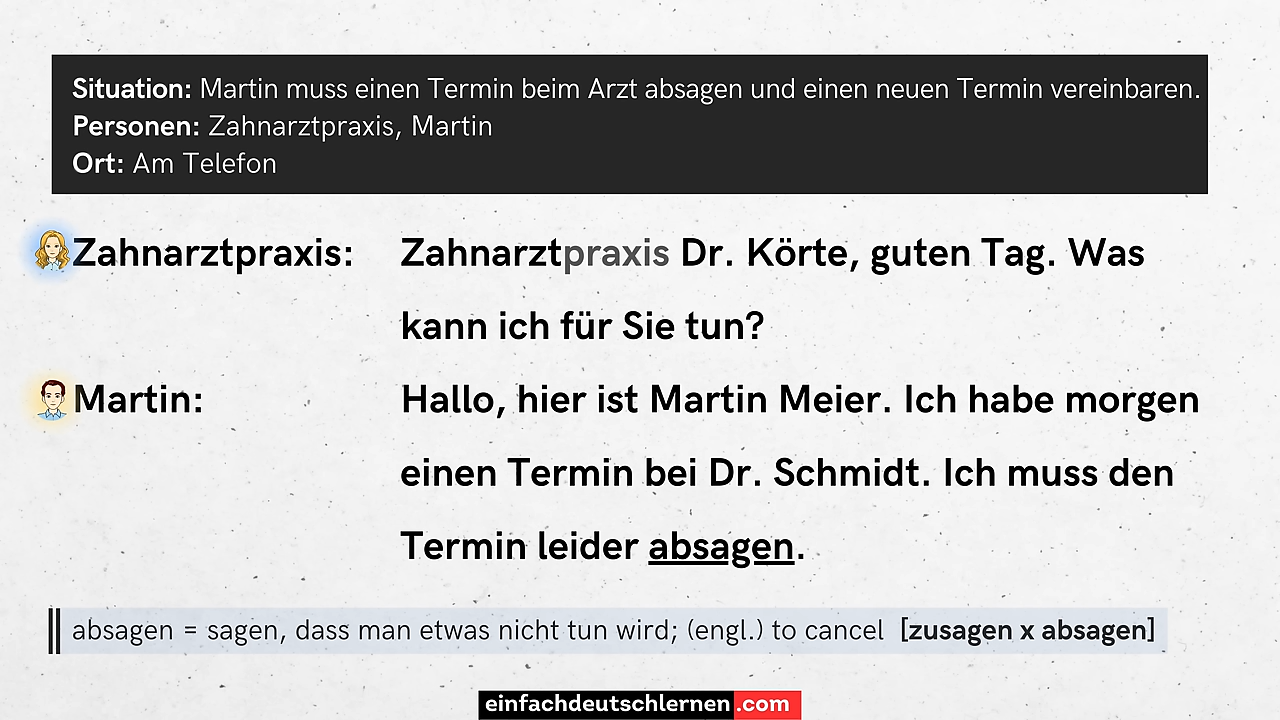 Situation: Martin muss einen Termin beim Arzt absagen und einen neuen Termin vereinbaren.
Personen: Zahnarztpraxis, Martin
Ort: Am Telefon
Zahnarztpraxis: Zahnarztpraxis Dr. Körte, guten Tag. Was
kann ich für Sie tun?
Martin: Hallo, hier ist Martin Meier. Ich habe morgen
einen Termin bei Dr. Schmidt. Ich muss den
Termin leider absagen.
absagen = sagen, dass man etwas nicht tun wird; (engl.) to cancel [zusagen x absagen]
einfachdeutschlernen.com